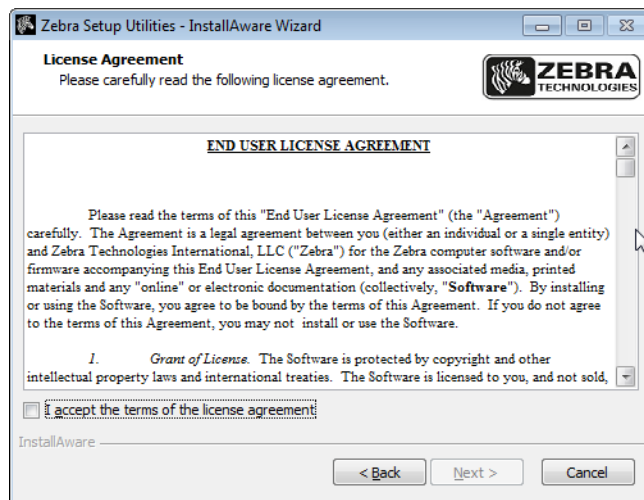 Zebra Setup Utilities - InstallAware Wizard
License Agreement
Please carefully read the following license agreement.
ZEBRA
TECHNOLOGIES
END USER LICENSE AGREEMENT
Please read the terms of this "End User License Agreement" (the "Agreement")
carefully.  The Agreement is a legal agreement between you (either an individual or a single entity)
and Zebra Technologies International, LLC ("Zebra") for the Zebra computer software and/or
firmware accompanying this End User License Agreement, and any associated media, printed
materials and any "online" or electronic documentation (collectively, "Software").  By installing
or using the Software, you agree to be bound by the terms of this Agreement.  If you do not agree
to the terms of this Agreement, you may not  install or use the Software.
1. Grant of License.  The Software is protected by copyright and other
intellectual property laws and international treaties.  The Software is licensed to you, and not sold,
I accept the terms of the license agreement
InstallAware
< Back Next > Cancel